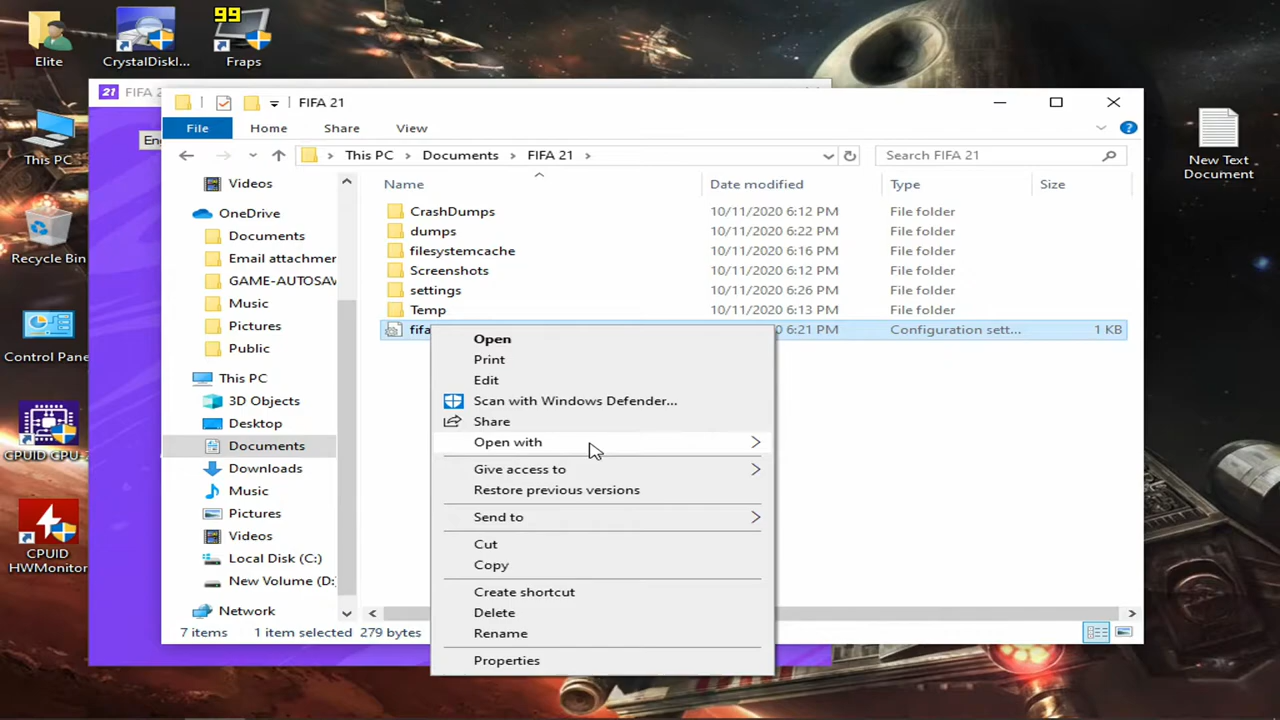 99
Elite
CrystalDiskI...
Fraps
21 FIFA 2
FIFA 21
File
Home
Share
View
This PC
En
This PC
Documents
FIFA 21
Search FIFA 21
New Text
Document
Videos
Name
Date modified
Type
Size
OneDrive
CrashDumps
10/11/2020 6:12 PM
File folder
Documents
dumps
10/11/2020 6:22 PM
File folder
Recycle Bin
Email attachmen
filesystemcache
10/11/2020 6:16 PM
File folder
GAME-AUTOSAV
Screenshots
10/11/2020 6:12 PM
File folder
Music
settings
10/11/2020 6:26 PM
File folder
Pictures
Temp
10/11/2020 6:13 PM
File folder
fifa
0 6:21 PM
Configuration sett...
1 KB
Public
Control Pane
This PC
3D Objects
Desktop
Documents
Downloads
Music
Pictures
Videos
Local Disk (C:)
New Volume (D:
Network
CPUID CPU-Z
CPUID
HWMonitor
Open
Print
Edit
Scan with Windows Defender...
Share
Open with
Give access to
Restore previous versions
Send to
Cut
Copy
Create shortcut
Delete
Rename
Properties
7 items
1 item selected
279 bytes